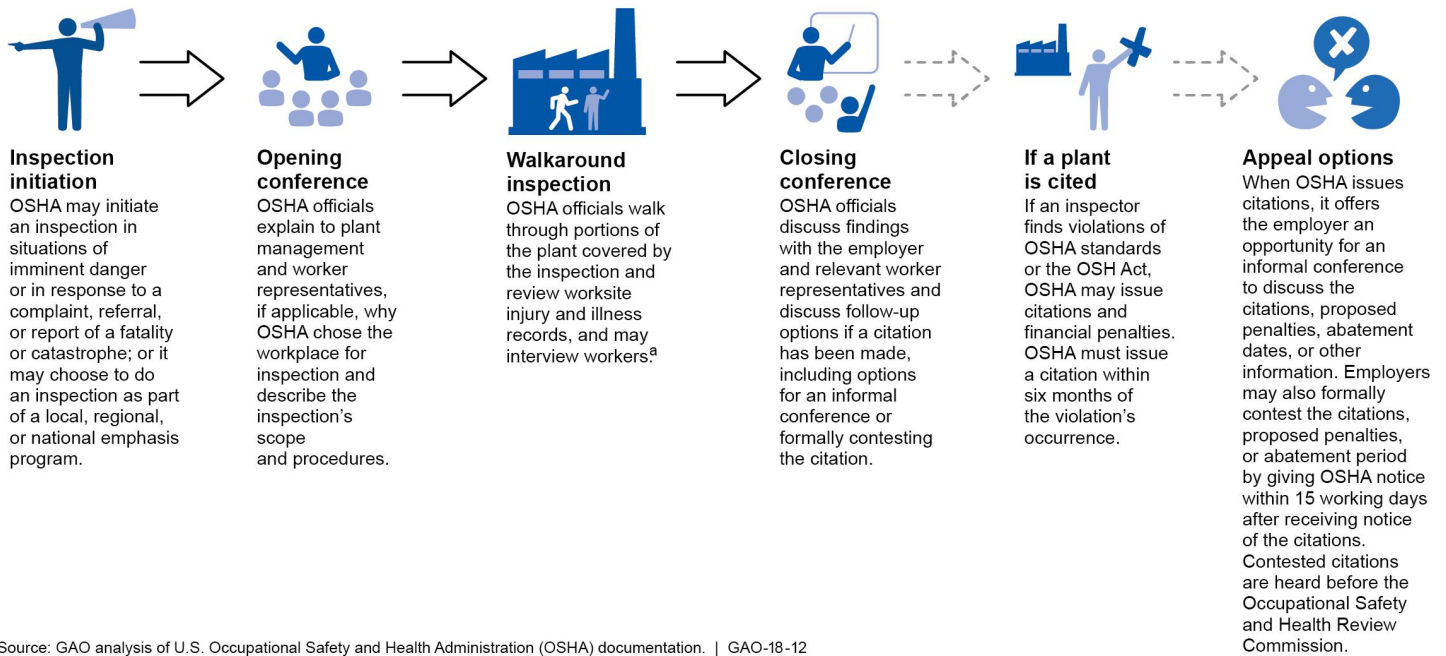 Inspection
initiation
OSHA may initiate
an inspection in
situations of
imminent danger
or in response to a
complaint, referral,
or report of a fatality
or catastrophe; or it
may choose to do
an inspection as part
of a local, regional,
or national emphasis
program.
Opening
conference
OSHA officials
explain to plant
management
and worker
representatives,
if applicable, why
OSHA chose the
workplace for
inspection and
describe the
inspection’s
scope
and procedures.
Walkaround
inspection
OSHA officials walk
through portions of
the plant covered by
the inspection and
review worksite
injury and illness
records, and may
interview workers.a
Closing
conference
OSHA officials
discuss findings
with the employer
and relevant worker
representatives and
discuss follow-up
options if a citation
has been made,
including options
for an informal
conference or
formally contesting
the citation.
If a plant
is cited
If an inspector
finds violations of
OSHA standards
or the OSH Act,
OSHA may issue
citations and
financial penalties.
OSHA must issue
a citation within
six months of
the violation’s
occurrence.
Appeal options
When OSHA issues
citations, it offers
the employer an
opportunity for an
informal conference
to discuss the
citations, proposed
penalties, abatement
dates, or other
information. Employers
may also formally
contest the citations,
proposed penalties,
or abatement period
by giving OSHA notice
within 15 working days
after receiving notice
of the citations.
Contested citations
are heard before the
Occupational Safety
and Health Review
Commission.
Source: GAO analysis of U.S. Occupational Safety and Health Administration (OSHA) documentation. | GAO-18-12